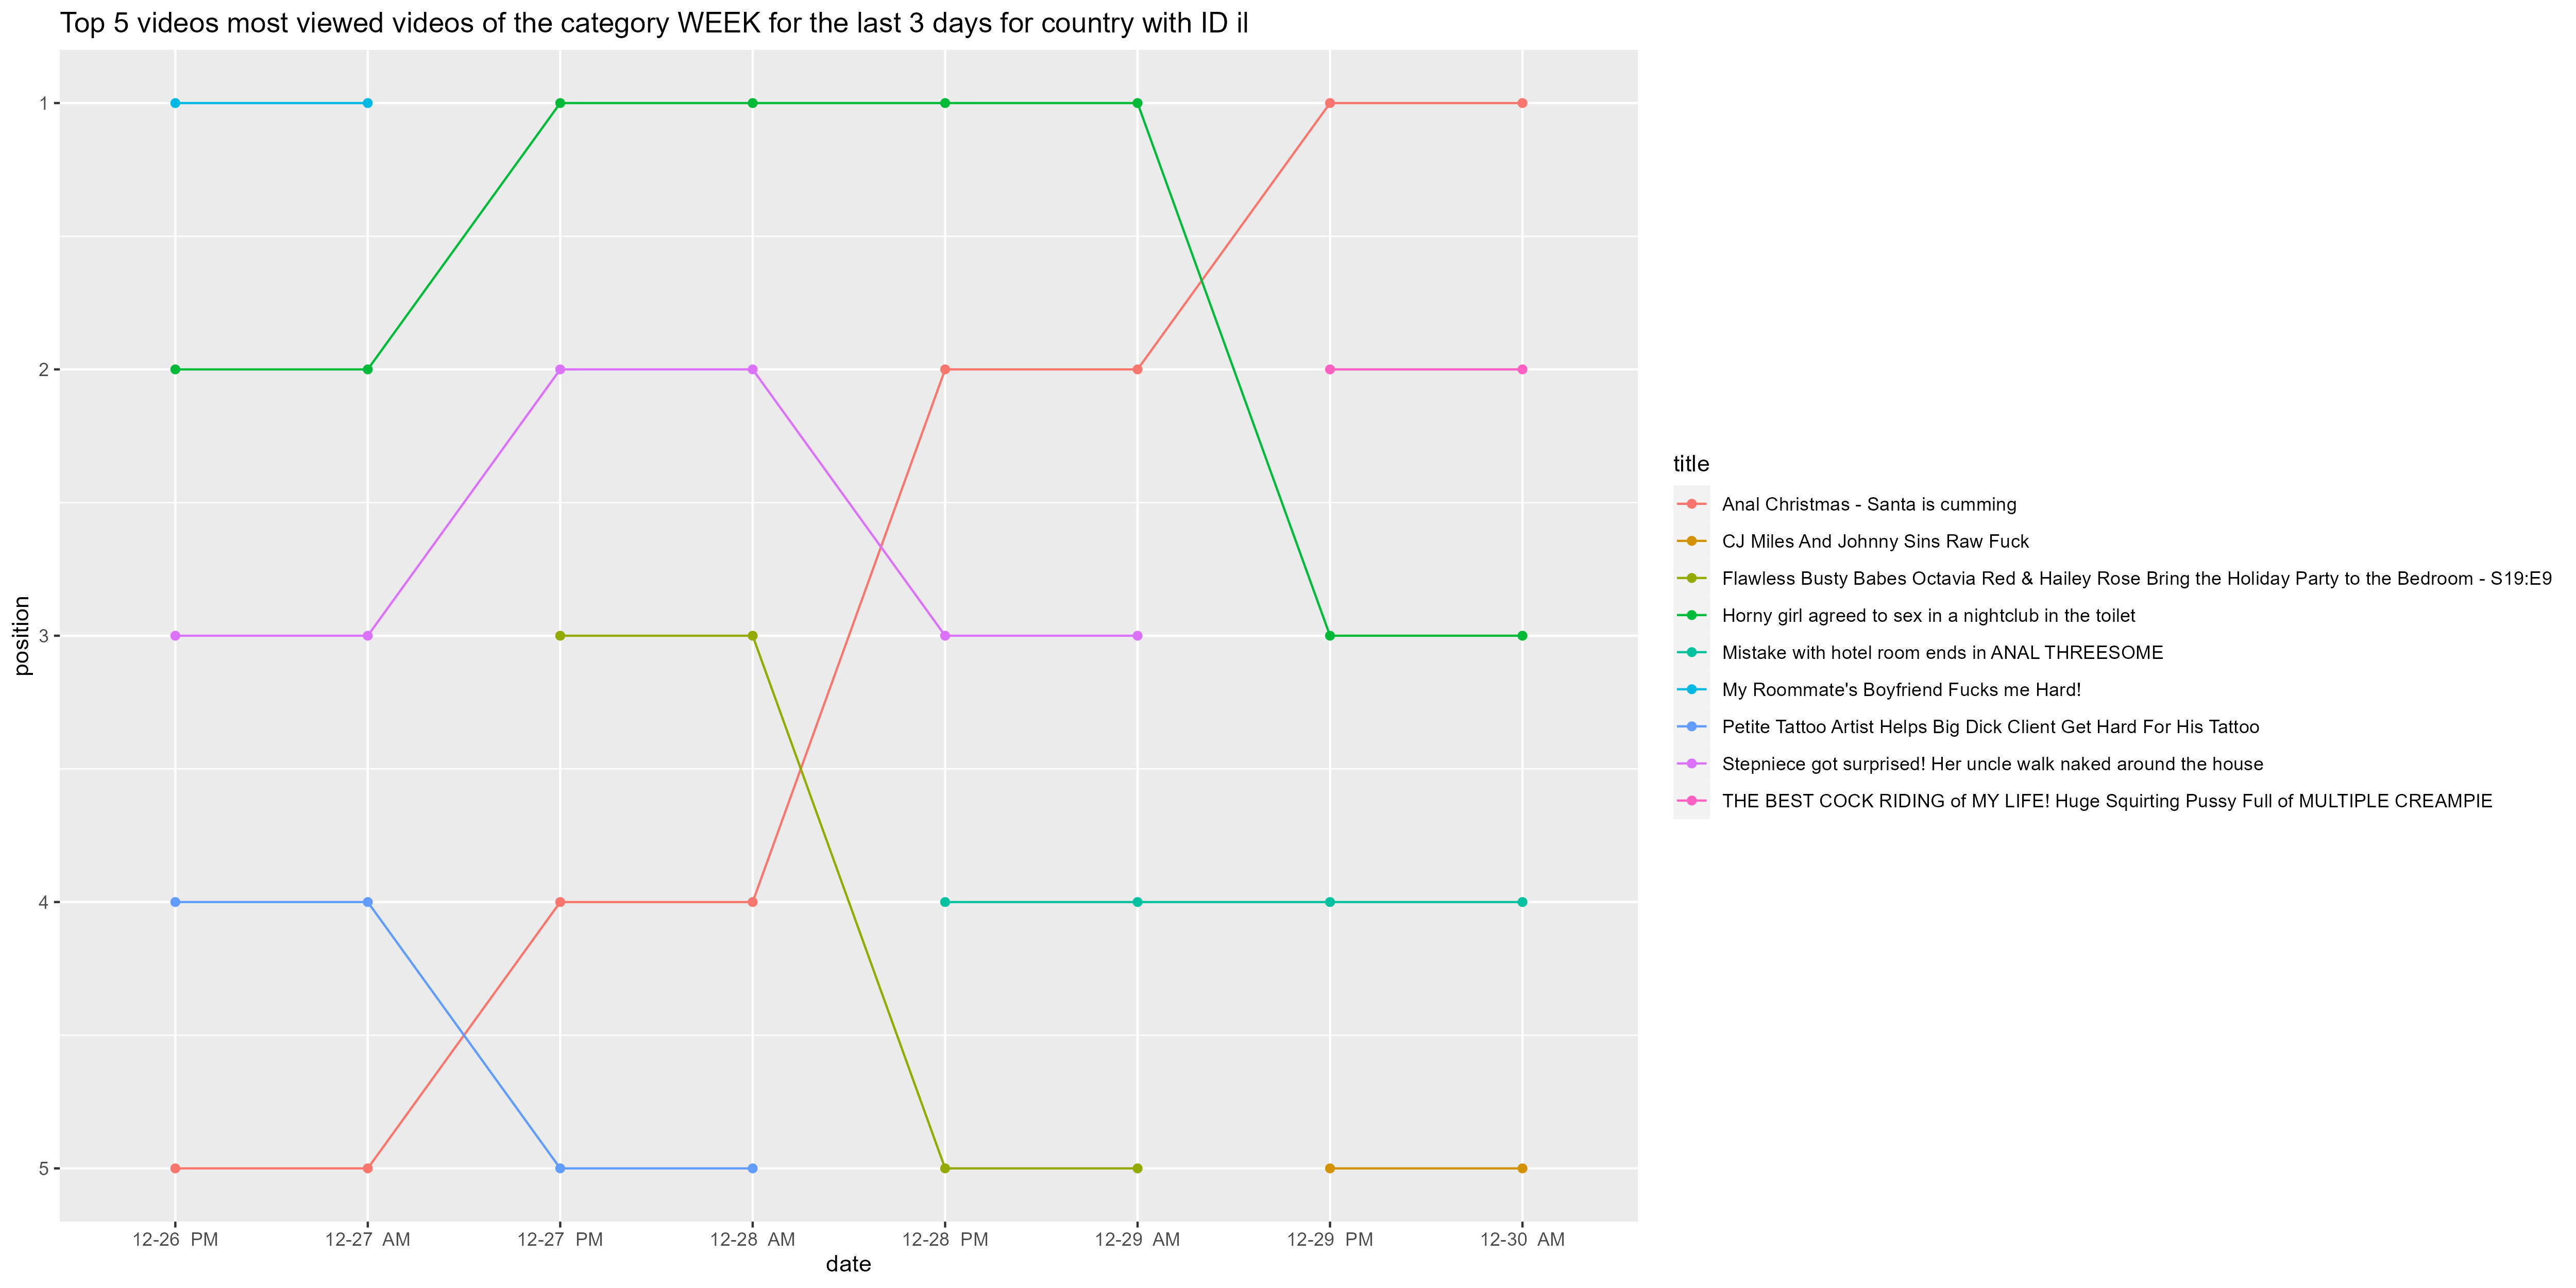 Top 5 videos most viewed videos of the category WEEK for the last 3 days for country with ID il
position
1
2
3
4
5
12-26 PM
12-27 AM
12-27 PM
12-28 AM
12-28 PM
12-29 AM
12-29 PM
12-30 AM
date
title
Anal Christmas - Santa is cumming
CJ Miles And Johnny Sins Raw Fuck
Flawless Busty Babes Octavia Red & Hailey Rose Bring the Holiday Party to the Bedroom - S19:E9
Horny girl agreed to sex in a nightclub in the toilet
Mistake with hotel room ends in ANAL THREESOME
My Roommate's Boyfriend Fucks me Hard!
Petite Tattoo Artist Helps Big Dick Client Get Hard For His Tattoo
Stepniece got surprised! Her uncle walk naked around the house
THE BEST COCK RIDING of MY LIFE! Huge Squirting Pussy Full of MULTIPLE CREAMPIE